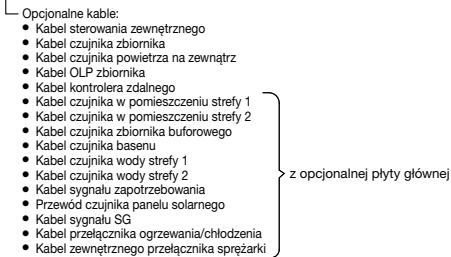 Opcjonalne kable:
● Kabel sterowania zewnętrznego
● Kabel czujnika zbiornika
● Kabel czujnika powietrza na zewnątrz
● Kabel OLP zbiornika
● Kabel kontrolera zdalnego
● Kabel czujnika w pomieszczeniu strefy 1
● Kabel czujnika w pomieszczeniu strefy 2
● Kabel czujnika zbiornika buforowego
● Kabel czujnika basenu
● Kabel czujnika wody strefy 1
● Kabel czujnika wody strefy 2
● Kabel sygnału zapotrzebowania
● Przewód czujnika panelu solarnego
● Kabel sygnału SG
● Kabel przełącznika ogrzewania/chłodzenia
● Kabel zewnętrznego przełącznika sprężarki
z opcjonalnej płyty głównej